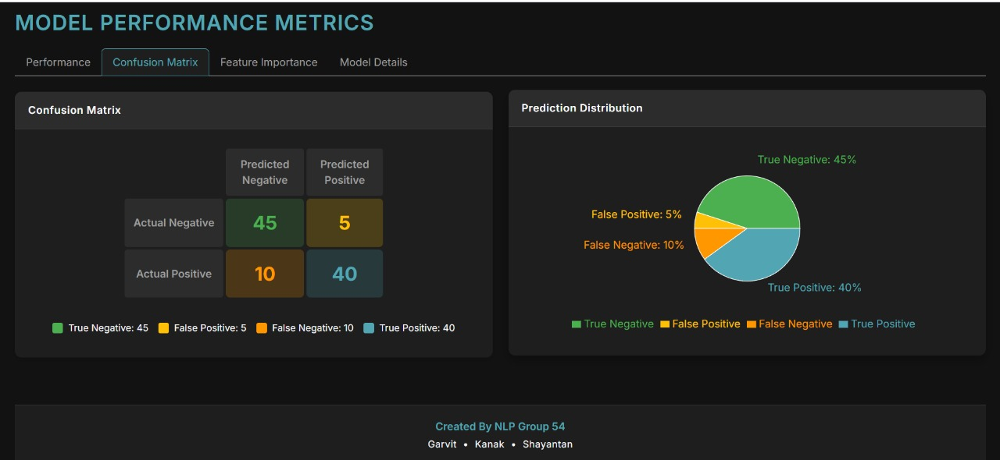 MODEL PERFORMANCE METRICS
Performance Confusion Matrix Feature Importance Model Details
Confusion Matrix
Predicted Negative Predicted Positive
Actual Negative 45 5
Actual Positive 10 40
True Negative: 45 False Positive: 5 False Negative: 10 True Positive: 40
Prediction Distribution
True Negative: 45%
False Positive: 5%
False Negative: 10%
True Positive: 40%
True Negative False Positive False Negative True Positive
Created By NLP Group 54
Garvit • Kanak • Shayantan